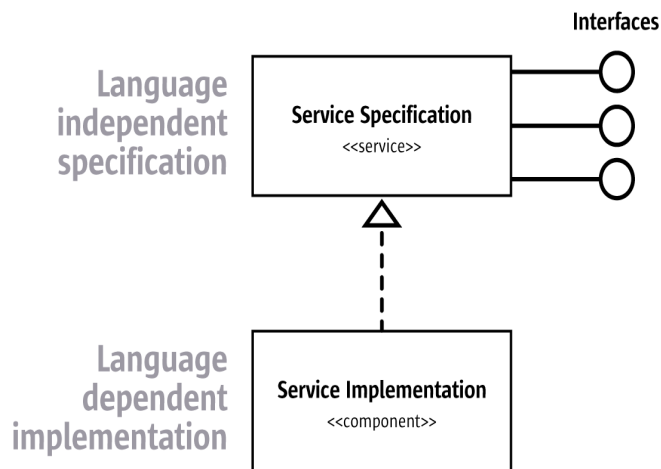 Interfaces
Language
independent
specification
Service Specification
<<service>>
Language
dependent
implementation
Service Implementation
<<component>>